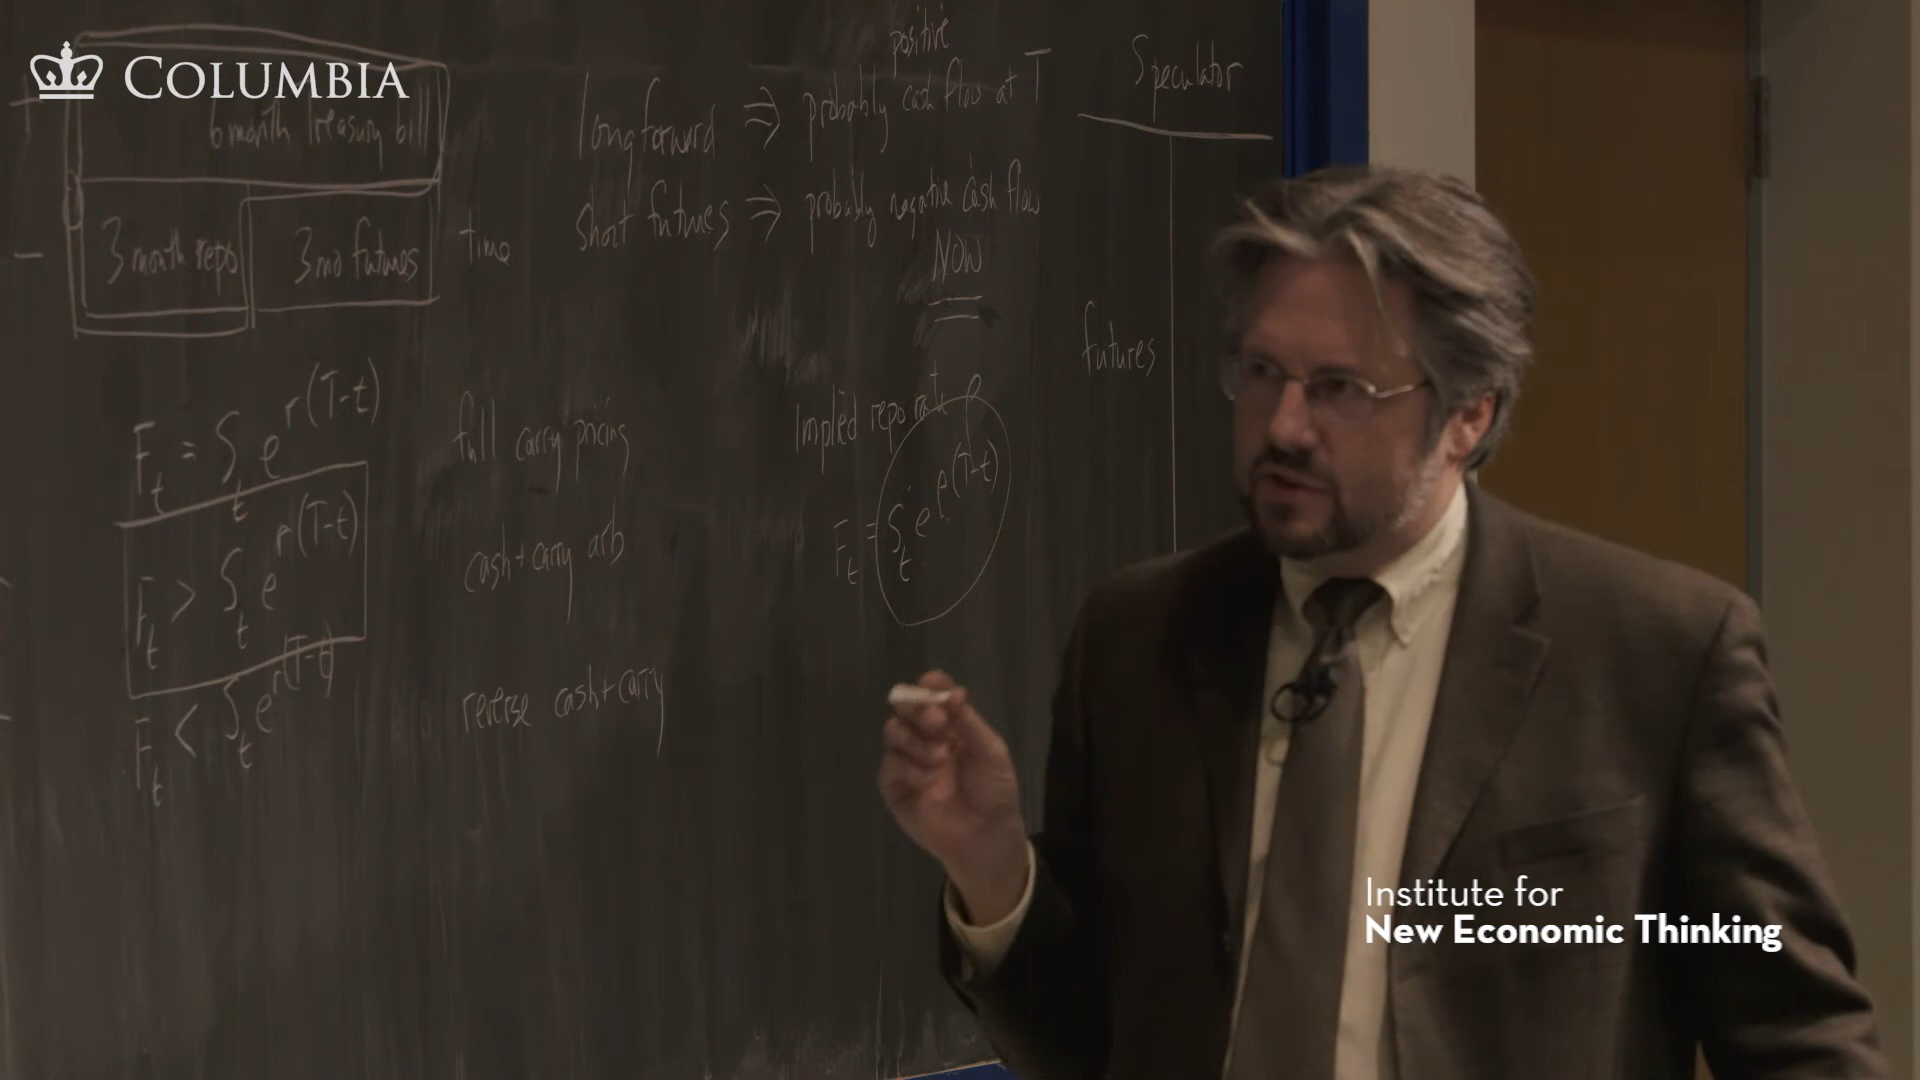 COLUMBIA
6 month Treasury bill
3 month repo
3 mo futures
time
long forward ⇒ probably positive cash flow at T
short futures ⇒ probably negative cash flow
NOW
Speculator
futures
F_t = S_t e^{r(T-t)} full carry pricing
F_t > S_t e^{r(T-t)} cash + carry arb
F_t < S_t e^{r(T-t)} reverse cash + carry
Implied repo rate ρ
F_t = S_t e^{ρ(T-t)}
Institute for
New Economic Thinking